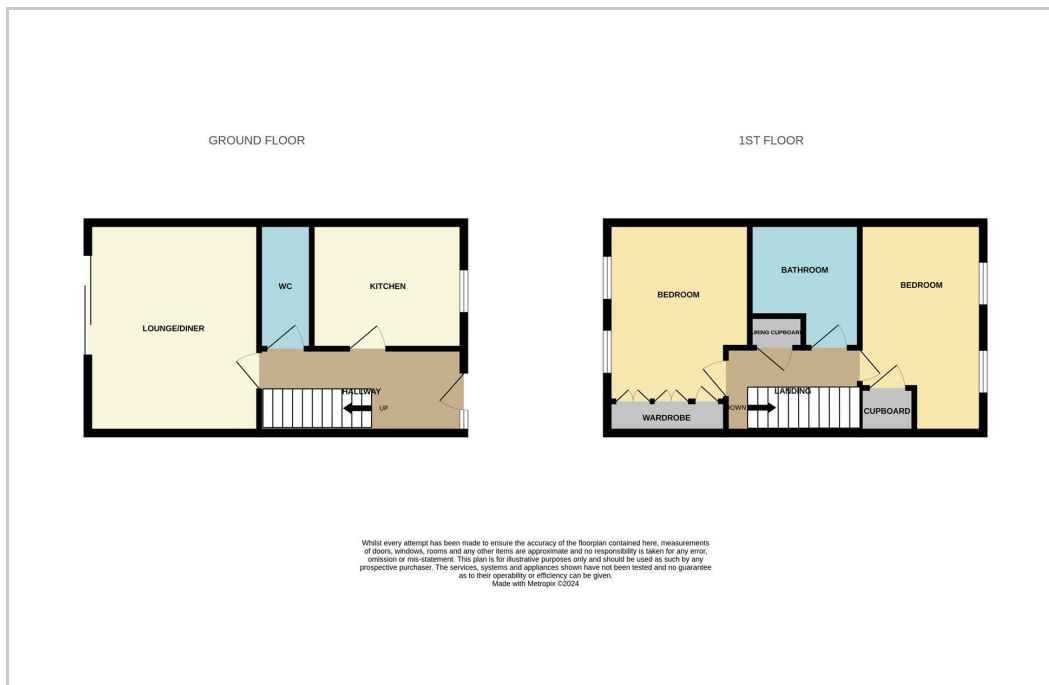 GROUND FLOOR
1ST FLOOR
WC
KITCHEN
LOUNGE/DINER
HALLWAY
UP
BATHROOM
BEDROOM
BEDROOM
CUPBOARD
LANDING
DOWN
CUPBOARD
WARDROBE
Whilst every attempt has been made to ensure the accuracy of the floorplan contained here, measurements
of doors, windows, rooms and any other items are approximate and no responsibility is taken for any error,
omission or mis-statement. This plan is for illustrative purposes only and should be used as such by any
prospective purchaser. The services, systems and appliances shown have not been tested and no guarantee
as to their operability or efficiency can be given.
Made with Metropix ©2024